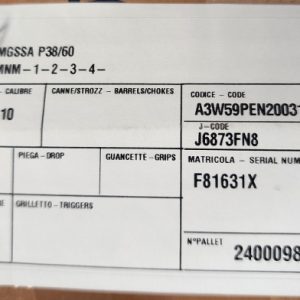 MGSSA P38/60
MNM-1-2-3-4-
- CALIBRE
CANNE/STROZZ - BARRELS/CHOKES
CODICE - CODE
10
A3W59PEN20031
J-CODE
J6873FN8
PIEGA-DROP
GUANCETTE-GRIPS
MATRICOLA - SERIAL NUM
F81631X
GRILLETTO-TRIGGERS
N°PALLET
2400098